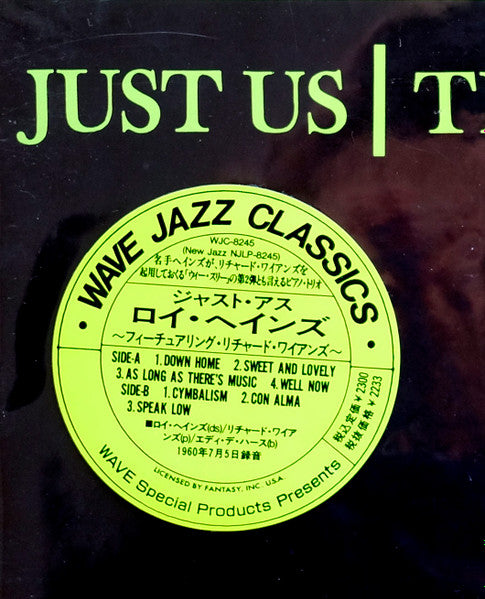 JUST US | T
· WAVE JAZZ CLASSICS ·
WJC-8245
(New Jazz NJLP-8245)
名手ヘインズが、リチャード・ワイアンズを
起用しておくる「ウィー・スリー」の第2弾とも言えるピアノ・トリオ
ジャスト・アス
ロイ・ヘインズ
〜フィーチュアリング・リチャード・ワイアンズ〜
SIDE-A 1.DOWN HOME 2.SWEET AND LOVELY
3.AS LONG AS THERE'S MUSIC 4.WELL NOW
SIDE-B 1.CYMBALISM 2.CON ALMA
3.SPEAK LOW
税込定価¥2300
税抜価格¥2233
■ロイ・ヘインズ(ds)/リチャード・ワイア
ンズ(p)/エディ・デ・ハース(b)
1960年7月5日録音
LICENSED BY FANTASY, INC. U.S.A.
WAVE Special Products Presents